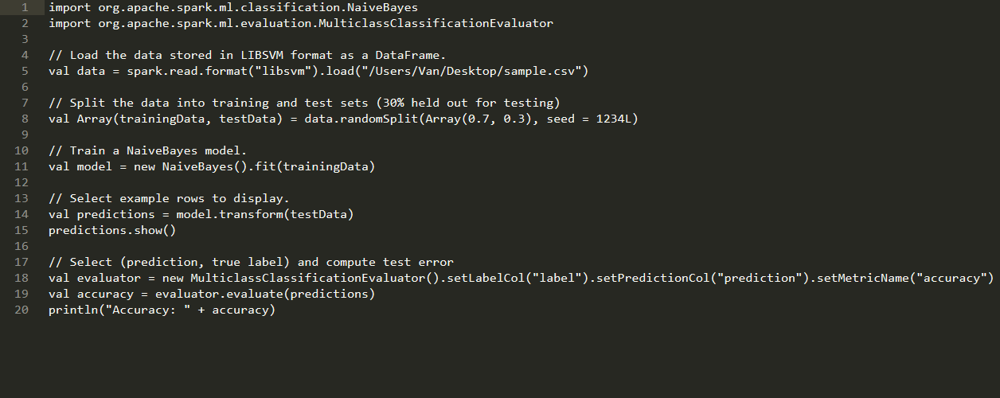 1 import org.apache.spark.ml.classification.NaiveBayes
2 import org.apache.spark.ml.evaluation.MulticlassClassificationEvaluator
3
4 // Load the data stored in LIBSVM format as a DataFrame.
5 val data = spark.read.format("libsvm").load("/Users/Van/Desktop/sample.csv")
6
7 // Split the data into training and test sets (30% held out for testing)
8 val Array(trainingData, testData) = data.randomSplit(Array(0.7, 0.3), seed = 1234L)
9
10 // Train a NaiveBayes model.
11 val model = new NaiveBayes().fit(trainingData)
12
13 // Select example rows to display.
14 val predictions = model.transform(testData)
15 predictions.show()
16
17 // Select (prediction, true label) and compute test error
18 val evaluator = new MulticlassClassificationEvaluator().setLabelCol("label").setPredictionCol("prediction").setMetricName("accuracy")
19 val accuracy = evaluator.evaluate(predictions)
20 println("Accuracy: " + accuracy)